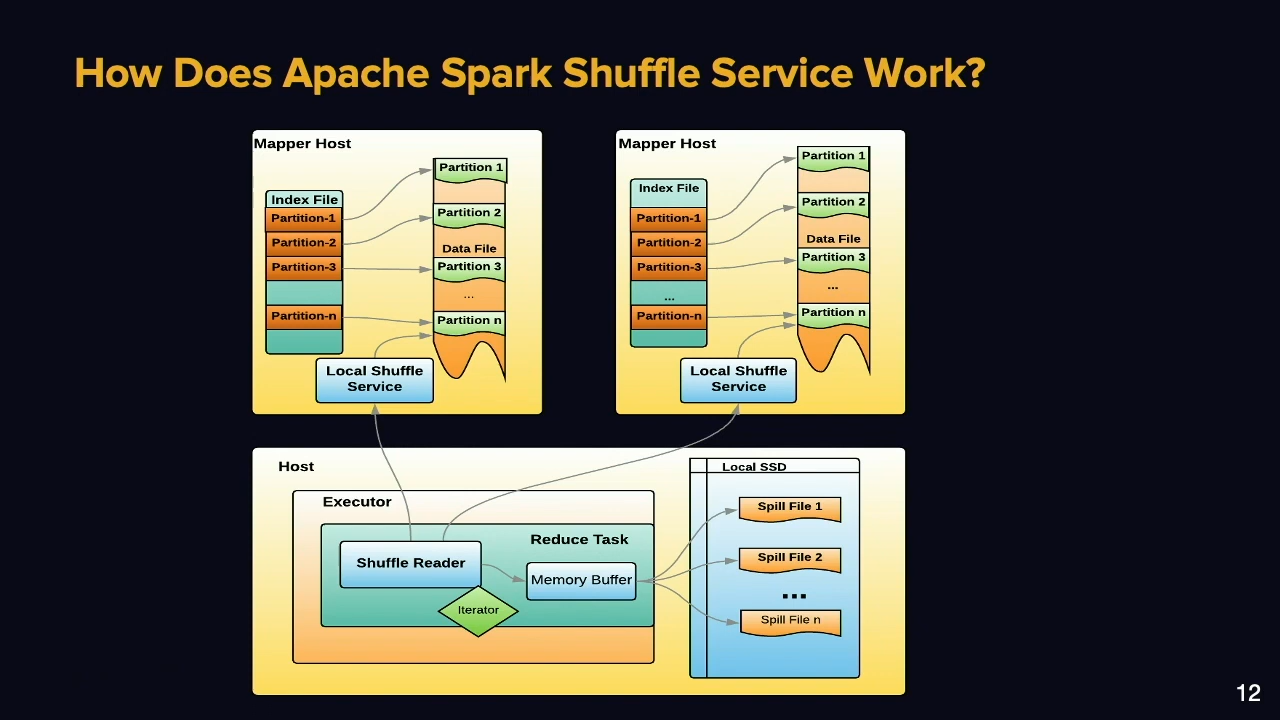 How Does Apache Spark Shuffle Service Work?
Mapper Host
Index File
Partition-1
Partition-2
Partition-3
Partition-n
Partition 1
Partition 2
Data File
Partition 3
...
Partition n
Local Shuffle
Service
Mapper Host
Index File
Partition-1
Partition-2
Partition-3
...
Partition-n
Partition 1
Partition 2
Data File
Partition 3
...
Partition n
Local Shuffle
Service
Host
Executor
Reduce Task
Shuffle Reader
Memory Buffer
Iterator
Local SSD
Spill File 1
Spill File 2
...
Spill File n
12